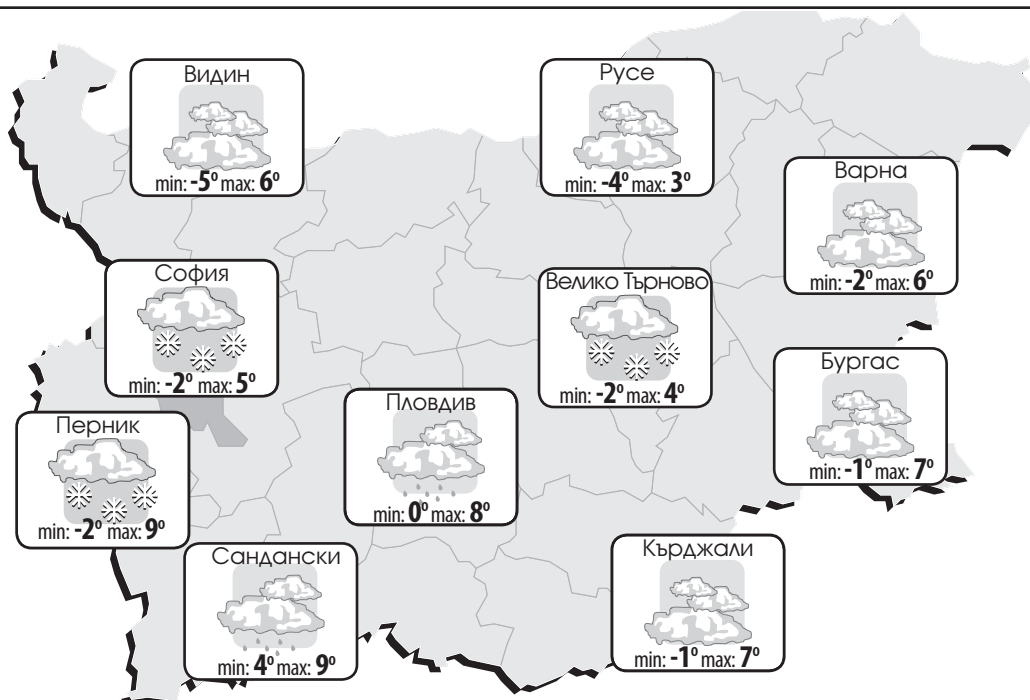 Видин
min: -5° max: 6°
Русе
min: -4° max: 3°
Варна
min: -2° max: 6°
София
min: -2° max: 5°
Велико Търново
min: -2° max: 4°
Бургас
min: -1° max: 7°
Пловдив
min: 0° max: 8°
Перник
min: -2° max: 9°
Сандански
min: 4° max: 9°
Кърджали
min: -1° max: 7°